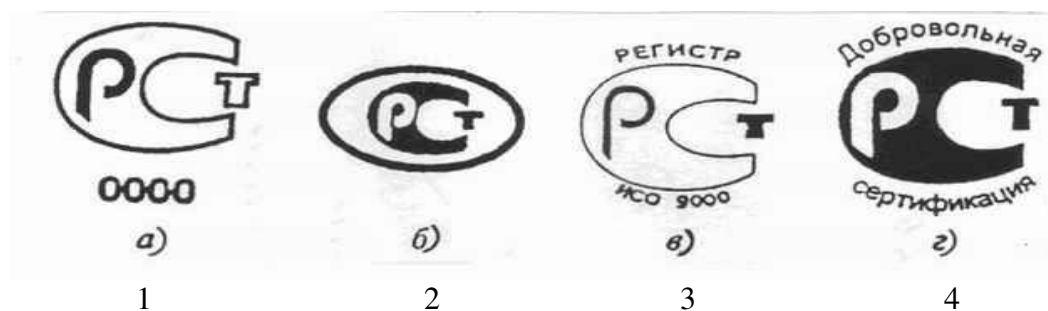 РСТ
0000
а)
1
РСТ
б)
2
РЕГИСТР
РСТ
ИСО 9000
в)
3
Добровольная
РСТ
сертификация
г)
4